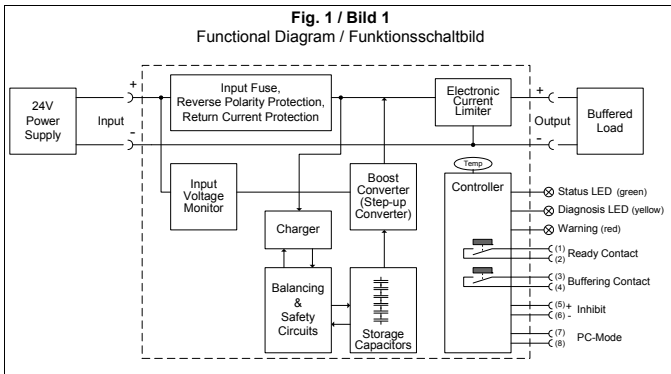 Fig. 1 / Bild 1
Functional Diagram / Funktionsschaltbild
24V
Power
Supply
+
-
Input
Input Fuse,
Reverse Polarity Protection,
Return Current Protection
Electronic
Current
Limiter
+
-
Output
Buffered
Load
Input
Voltage
Monitor
Boost
Converter
(Step-up
Converter)
Charger
Balancing
&
Safety
Circuits
Storage
Capacitors
Temp
Controller
Status LED (green)
Diagnosis LED (yellow)
Warning (red)
(1)
(2)
Ready Contact
(3)
(4)
Buffering Contact
(5)+
(6) -
Inhibit
(7)
(8)
PC-Mode